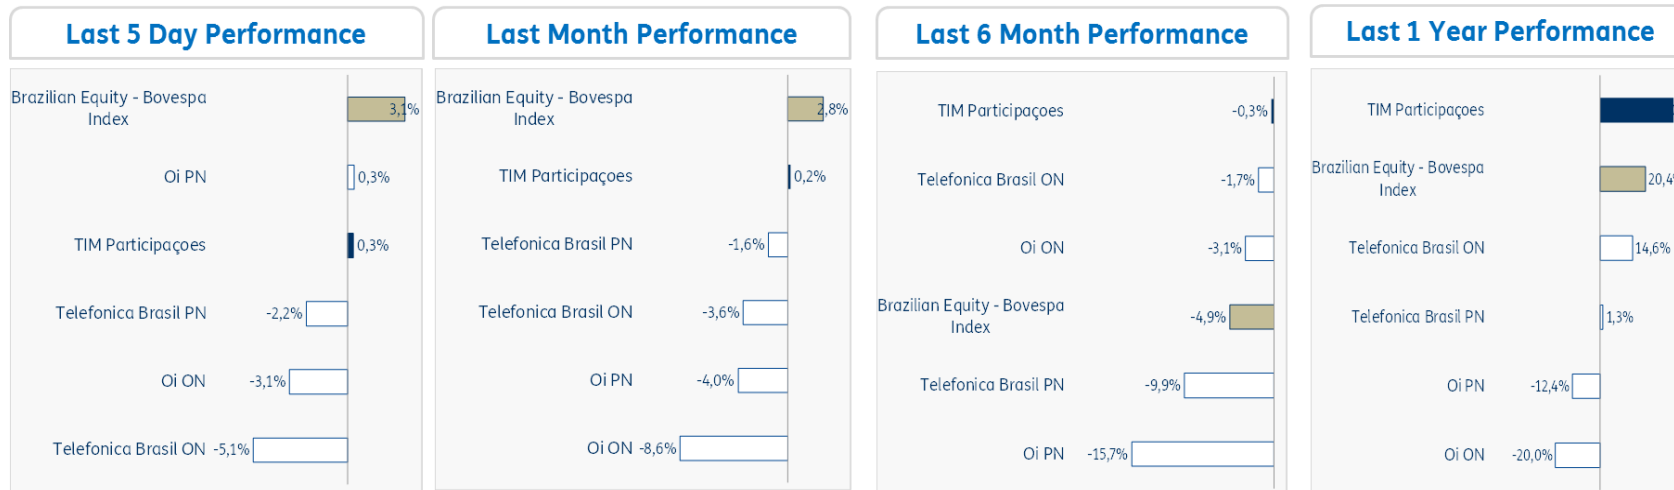 Last 5 Day Performance
Brazilian Equity - Bovespa
Index
3,1%
Oi PN
0,3%
TIM Participaçoes
0,3%
Telefonica Brasil PN
-2,2%
Oi ON
-3,1%
Telefonica Brasil ON
-5,1%
Last Month Performance
Brazilian Equity - Bovespa
Index
2,8%
TIM Participaçoes
0,2%
Telefonica Brasil PN
-1,6%
Telefonica Brasil ON
-3,6%
Oi PN
-4,0%
Oi ON
-8,6%
Last 6 Month Performance
TIM Participaçoes
-0,3%
Telefonica Brasil ON
-1,7%
Oi ON
-3,1%
Brazilian Equity - Bovespa
Index
-4,9%
Telefonica Brasil PN
-9,9%
Oi PN
-15,7%
Last 1 Year Performance
TIM Participaçoes
Brazilian Equity - Bovespa
Index
20,4
Telefonica Brasil ON
14,6%
Telefonica Brasil PN
1,3%
Oi PN
-12,4%
Oi ON
-20,0%